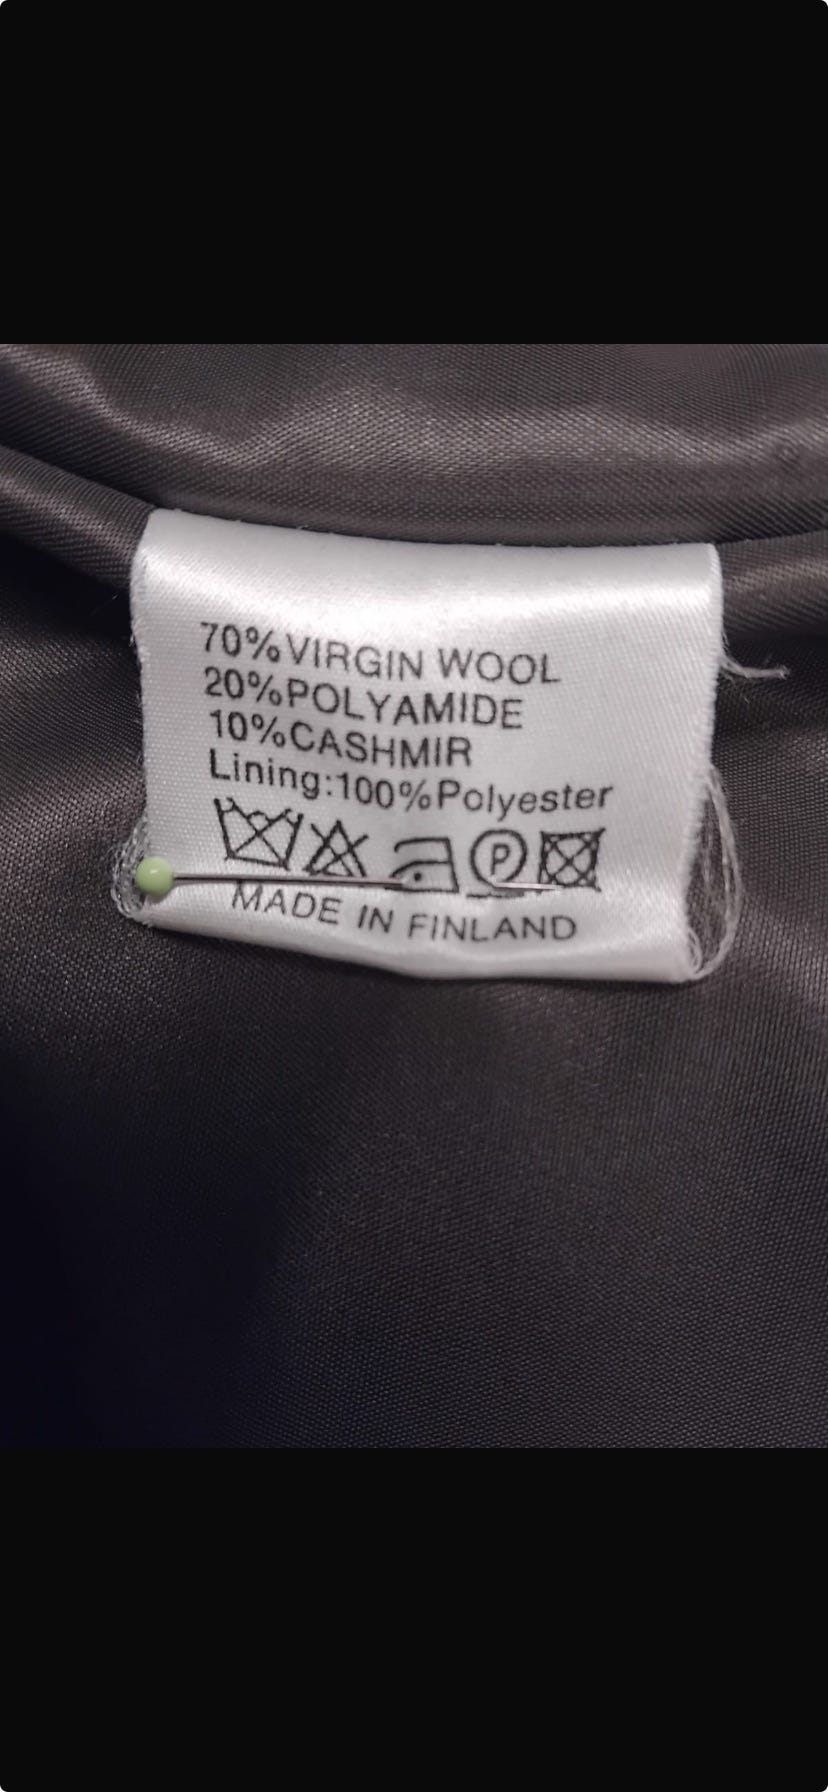 70%VIRGIN WOOL
20%POLYAMIDE
10%CASHMIR
Lining:100%Polyester
P
MADE IN FINLAND